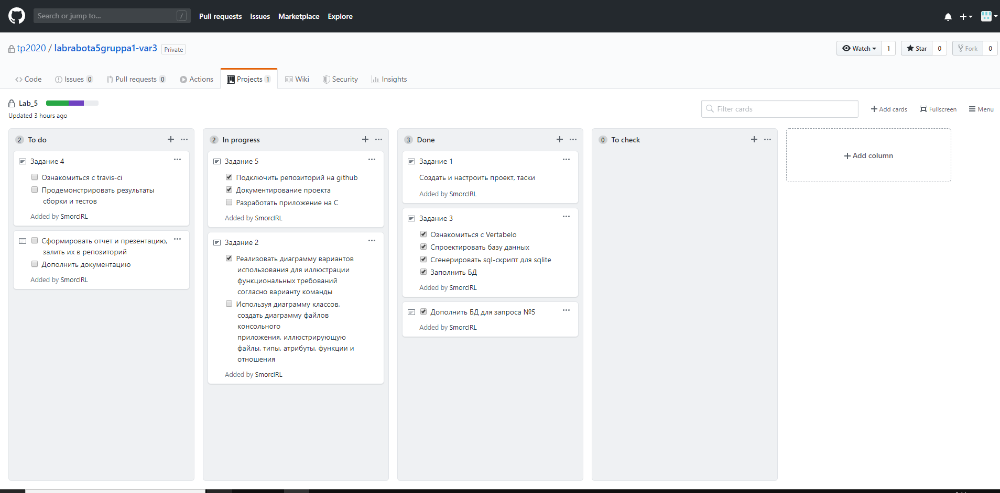 Search or jump to... /
Pull requests Issues Marketplace Explore
tp2020 / labrabota5gruppa1-var3 Private
Watch 1 Star 0 Fork 0
Code Issues 0 Pull requests 0 Actions Projects 1 Wiki Security Insights
Lab_5
Updated 3 hours ago
Filter cards Add cards Fullscreen Menu
2 To do
Задание 4
Ознакомиться с travis-ci
Продемонстрировать результаты
сборки и тестов
Added by SmorcIRL
Сформировать отчет и презентацию,
залить их в репозиторий
Дополнить документацию
Added by SmorcIRL
2 In progress
Задание 5
Подключить репозиторий на github
Документирование проекта
Разработать приложение на С
Added by SmorcIRL
Задание 2
Реализовать диаграмму вариантов
использования для иллюстрации
функциональных требований
согласно варианту команды
Используя диаграмму классов,
создать диаграмму файлов
консольного
приложения, иллюстрирующую
файлы, типы, атрибуты, функции и
отношения
Added by SmorcIRL
3 Done
Задание 1
Создать и настроить проект, таски
Added by SmorcIRL
Задание 3
Ознакомиться с Vertabelo
Спроектировать базу данных
Сгенерировать sql-скрипт для sqlite
Заполнить БД
Added by SmorcIRL
Дополнить БД для запроса №5
Added by SmorcIRL
0 To check
Add column